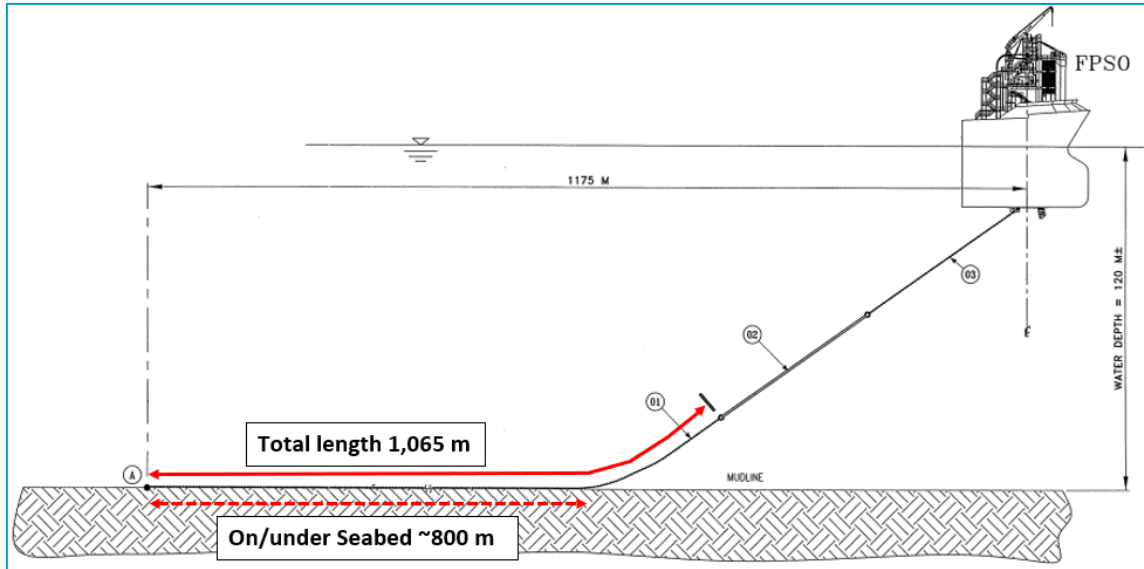 FPSO
1175 M
03
02
WATER DEPTH = 120 M±
01
Total length 1,065 m
A
MUDLINE
On/under Seabed ~800 m